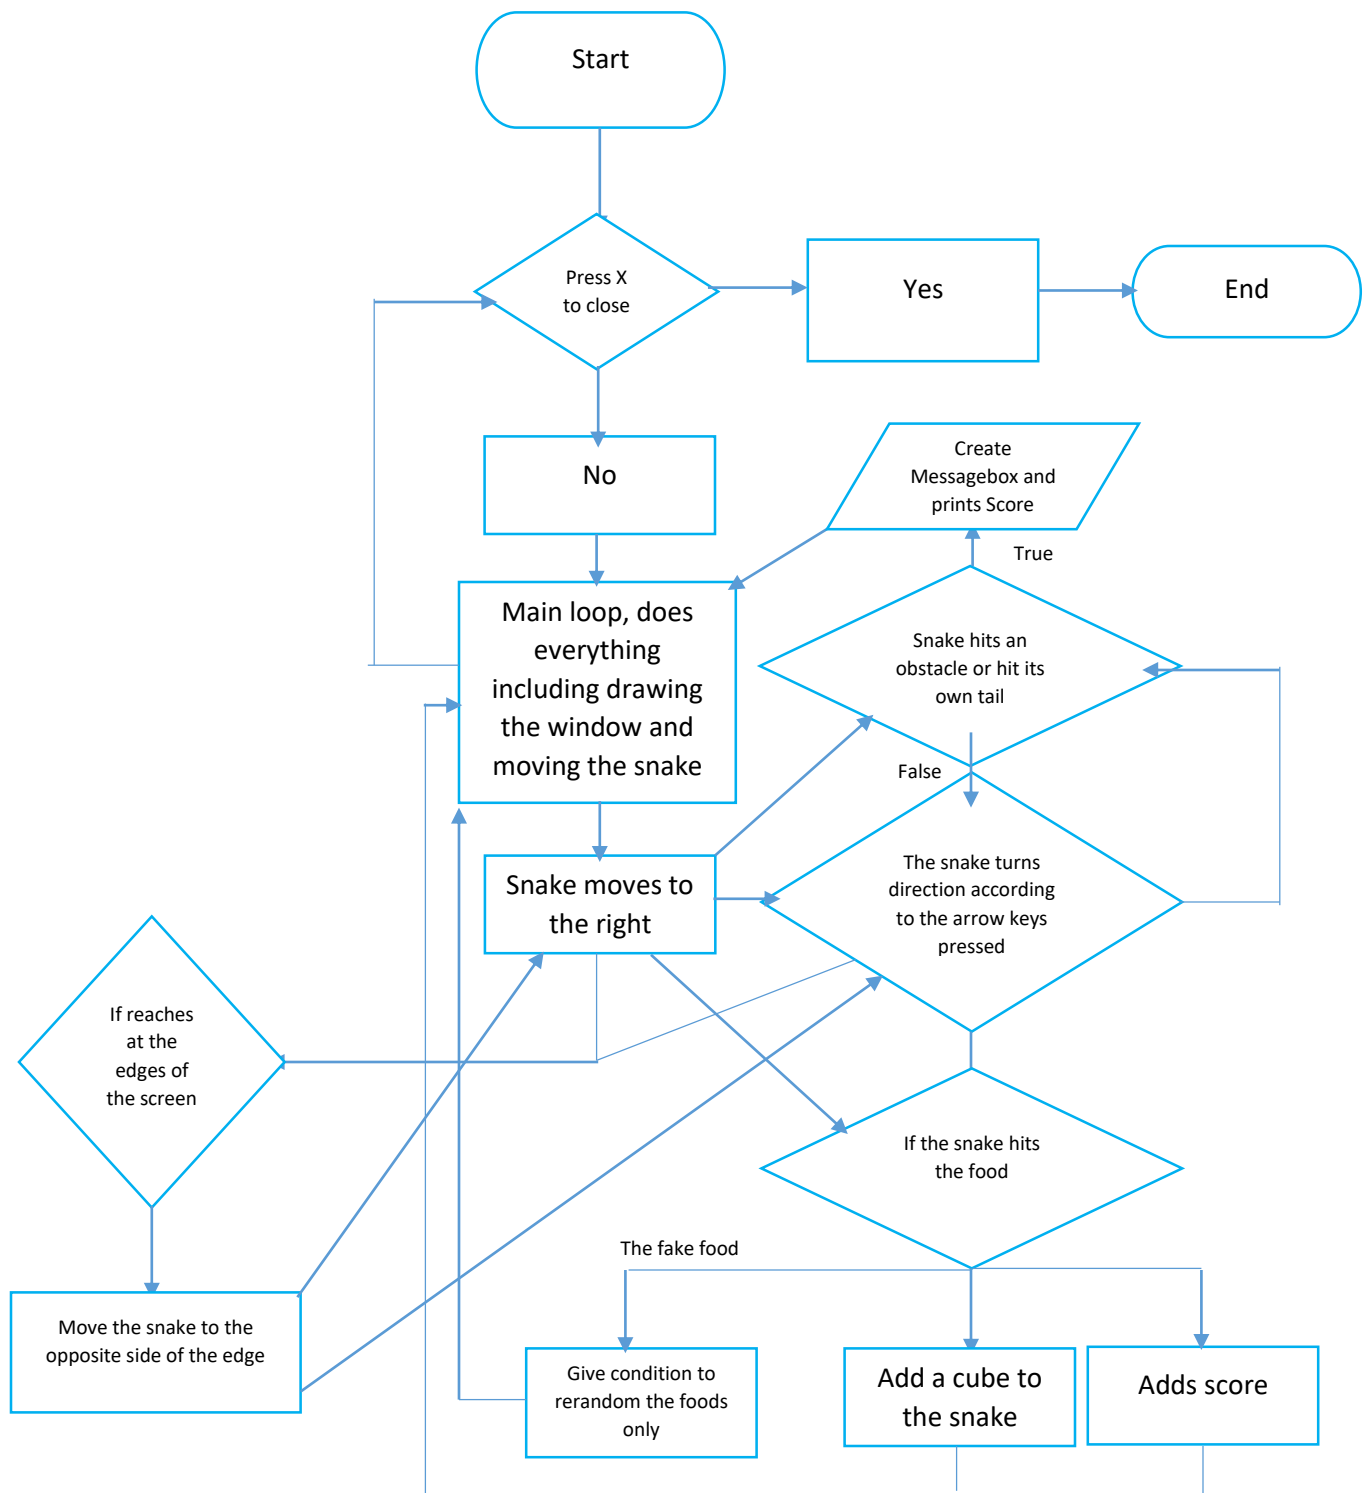 Start
Press X
to close
Yes
End
No
Create
Messagebox and
prints Score
True
Main loop, does
everything
including drawing
the window and
moving the snake
Snake hits an
obstacle or hit its
own tail
False
Snake moves to
the right
The snake turns
direction according
to the arrow keys
pressed
If reaches
at the
edges of
the screen
If the snake hits
the food
The fake food
Move the snake to the
opposite side of the edge
Give condition to
rerandom the foods
only
Add a cube to
the snake
Adds score